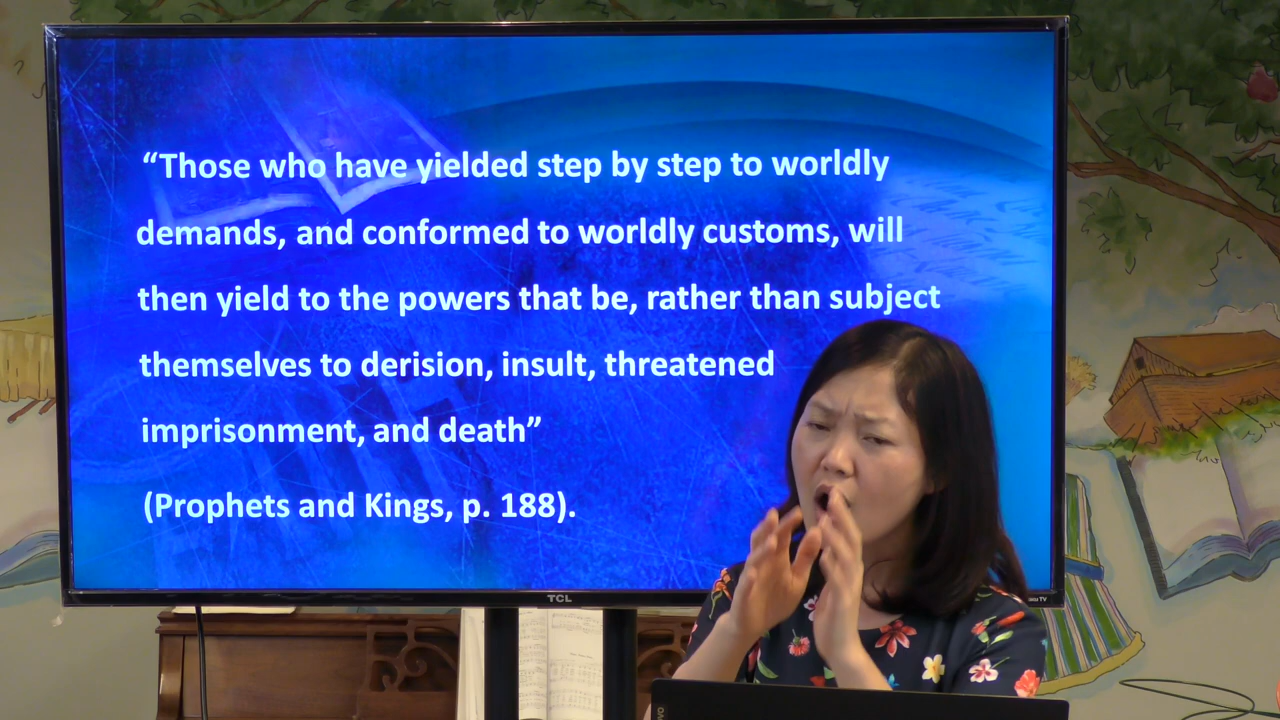 “Those who have yielded step by step to worldly
demands, and conformed to worldly customs, will
then yield to the powers that be, rather than subject
themselves to derision, insult, threatened
imprisonment, and death”
(Prophets and Kings, p. 188).
TCL